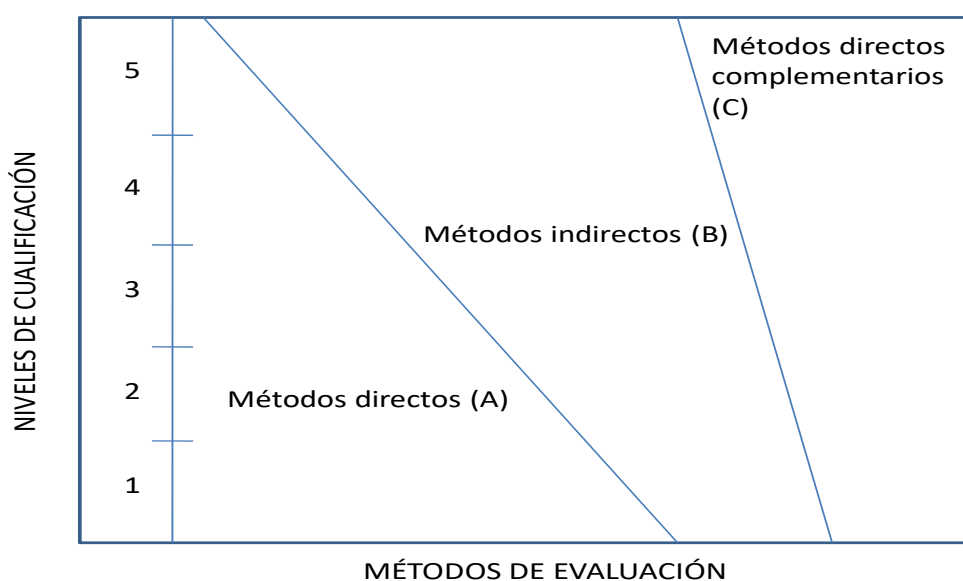 Métodos directos
complementarios
(C)
5
4
Métodos indirectos (B)
3
2
Métodos directos (A)
1
NIVELES DE CUALIFICACIÓN
MÉTODOS DE EVALUACIÓN